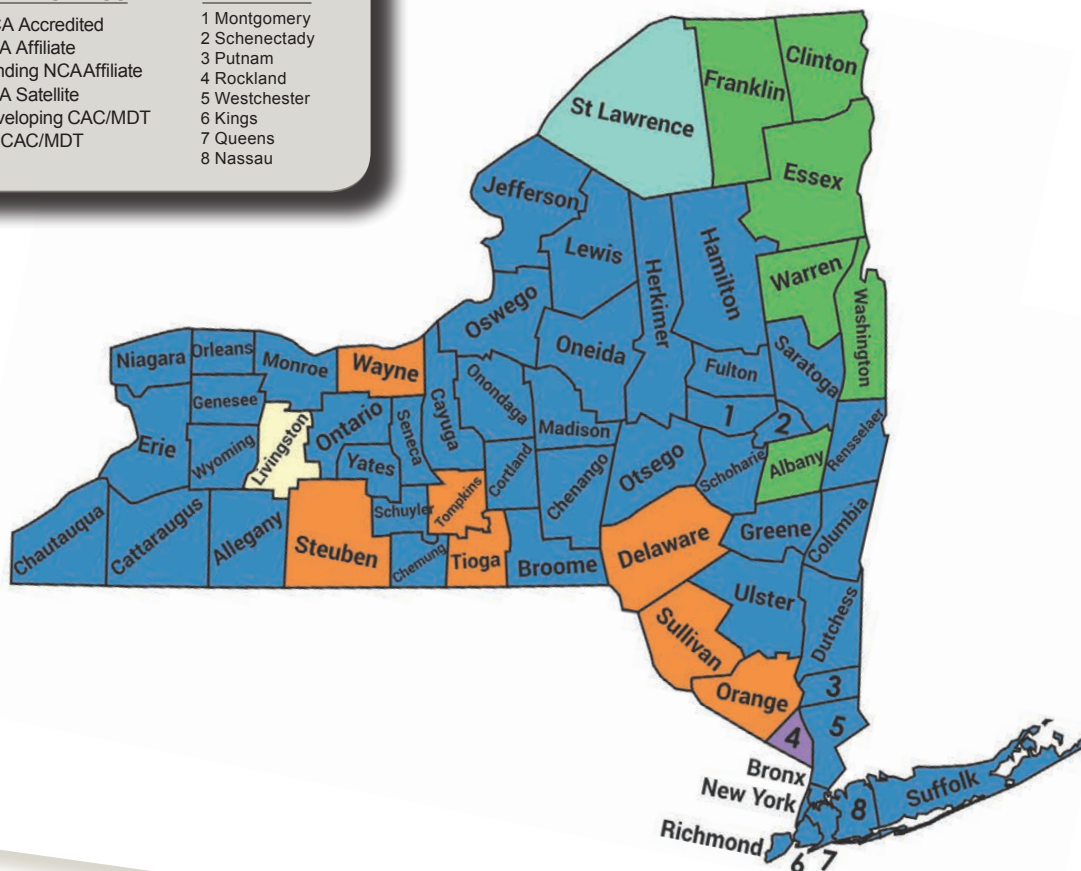 CA Accredited
A Affiliate
nding NCAAffiliate
A Satellite
veloping CAC/MDT
CAC/MDT
1 Montgomery
2 Schenectady
3 Putnam
4 Rockland
5 Westchester
6 Kings
7 Queens
8 Nassau
Clinton
Franklin
St Lawrence
Essex
Jefferson
Lewis
Hamilton
Herkimer
Warren
Washington
Oswego
Oneida
Saratoga
Niagara
Orleans
Monroe
Wayne
Fulton
Genesee
Onondaga
Cayuga
1
2
Ontario
Seneca
Madison
Erie
Wyoming
Livingston
Yates
Cortland
Chenango
Otsego
Schoharie
Albany
Rensselaer
Schuyler
Tompkins
Chautauqua
Cattaraugus
Allegany
Steuben
Chemung
Tioga
Broome
Delaware
Greene
Columbia
Ulster
Dutchess
Sullivan
Orange
3
4
5
Bronx
New York
8
Suffolk
Richmond
6
7